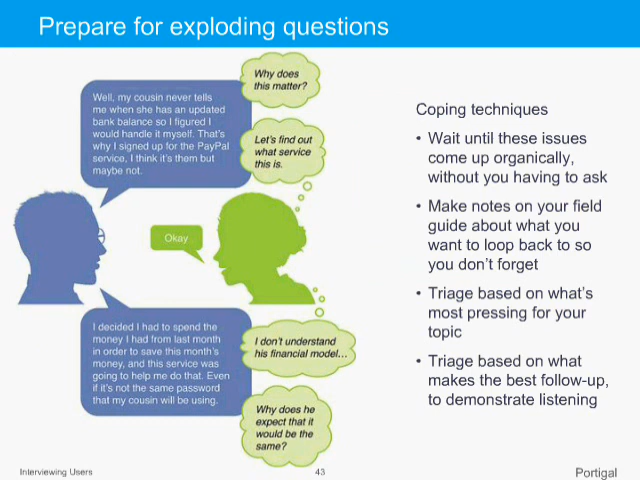 Prepare for exploding questions
Well, my cousin never tells
me when she has an updated
bank balance so I figured I
would handle it myself. That's
why I signed up for the PayPal
service, I think it's them but
maybe not.
Why does
this matter?
Let's find out
what service
this is.
Okay
I decided I had to spend the
money I had from last month
in order to save this month's
money, and this service was
going to help me do that. Even
if it's not the same password
that my cousin will be using.
I don't understand
his financial model...
Why does he
expect that it
would be the
same?
Coping techniques
• Wait until these issues
come up organically,
without you having to ask
• Make notes on your field
guide about what you
want to loop back to so
you don't forget
• Triage based on what's
most pressing for your
topic
• Triage based on what
makes the best follow-up,
to demonstrate listening
Interviewing Users
43
Portigal